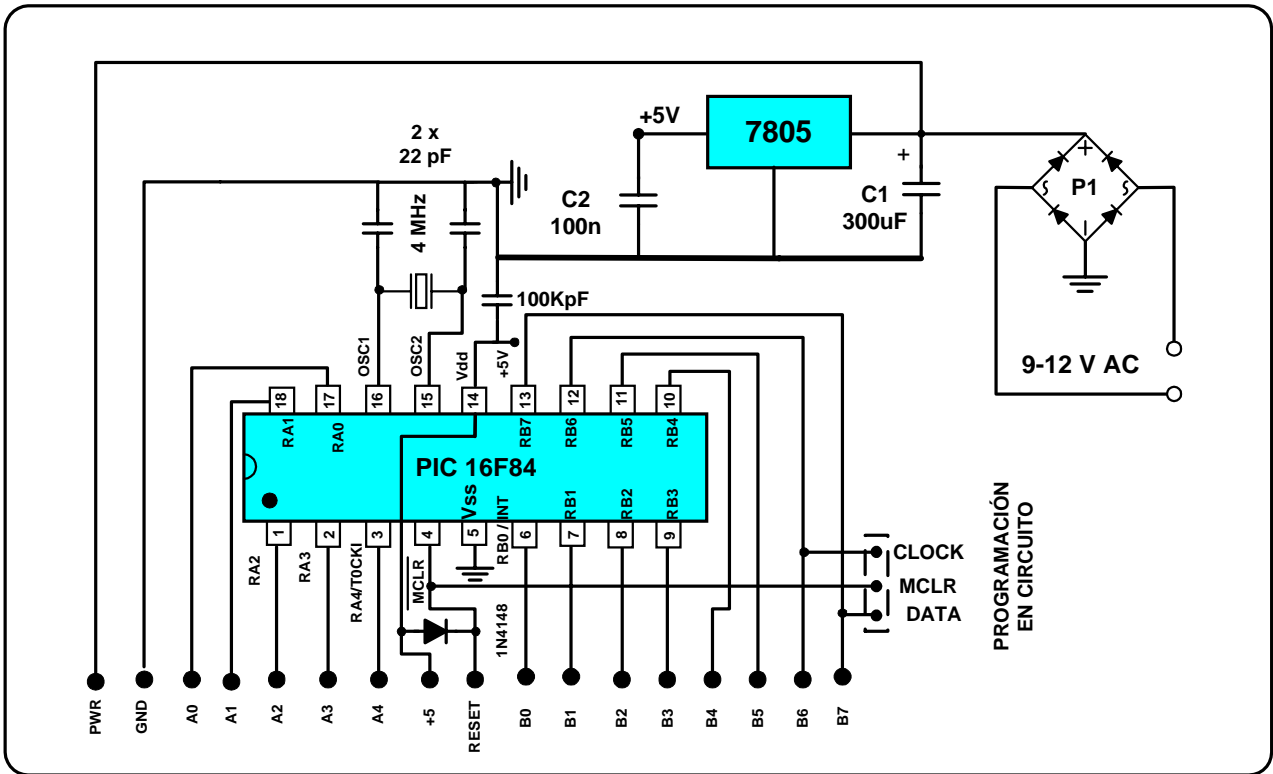 +5V
7805
2 x
22 pF
+
C2
100n
C1
300uF
+
P1
-
4 MHz
100KpF
9-12 V AC
OSC1
OSC2
Vdd
+5V
18
17
16
15
14
13
12
11
10
RA1
RA0
RB7
RB6
RB5
RB4
PIC 16F84
Vss
RB0 / INT
RB1
RB2
RB3
1
2
3
4
5
6
7
8
9
RA2
RA3
RA4/T0CKI
MCLR
1N4148
CLOCK
MCLR
DATA
PROGRAMACIÓN
EN CIRCUITO
PWR
GND
A0
A1
A2
A3
A4
+5
RESET
B0
B1
B2
B3
B4
B5
B6
B7